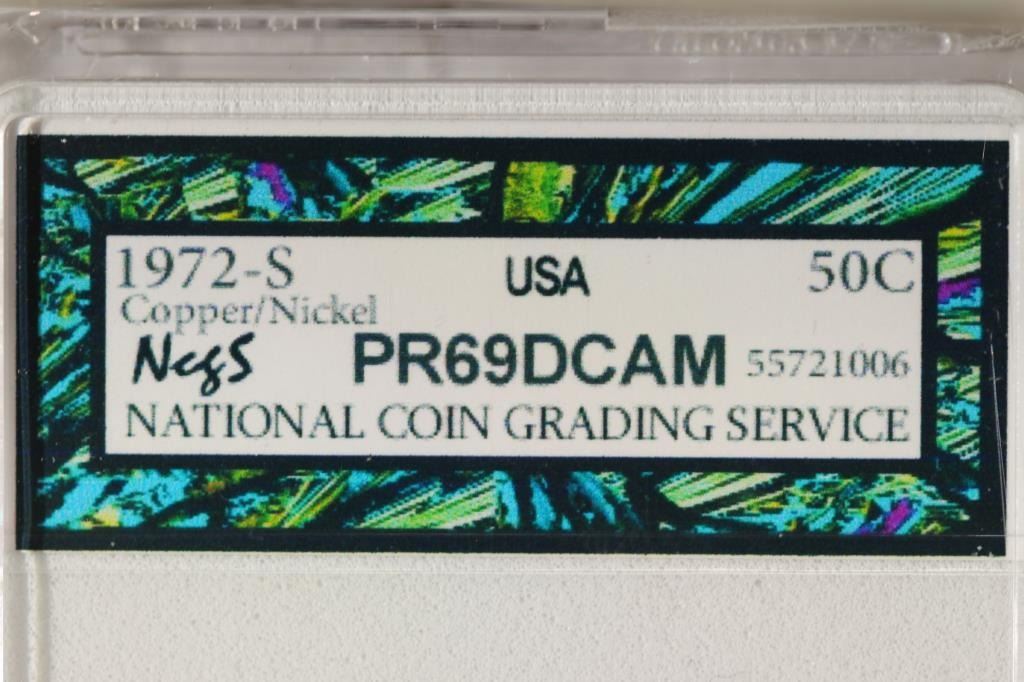 1972-S USA 50C
Copper/Nickel
NcgS PR69DCAM 55721006
NATIONAL COIN GRADING SERVICE